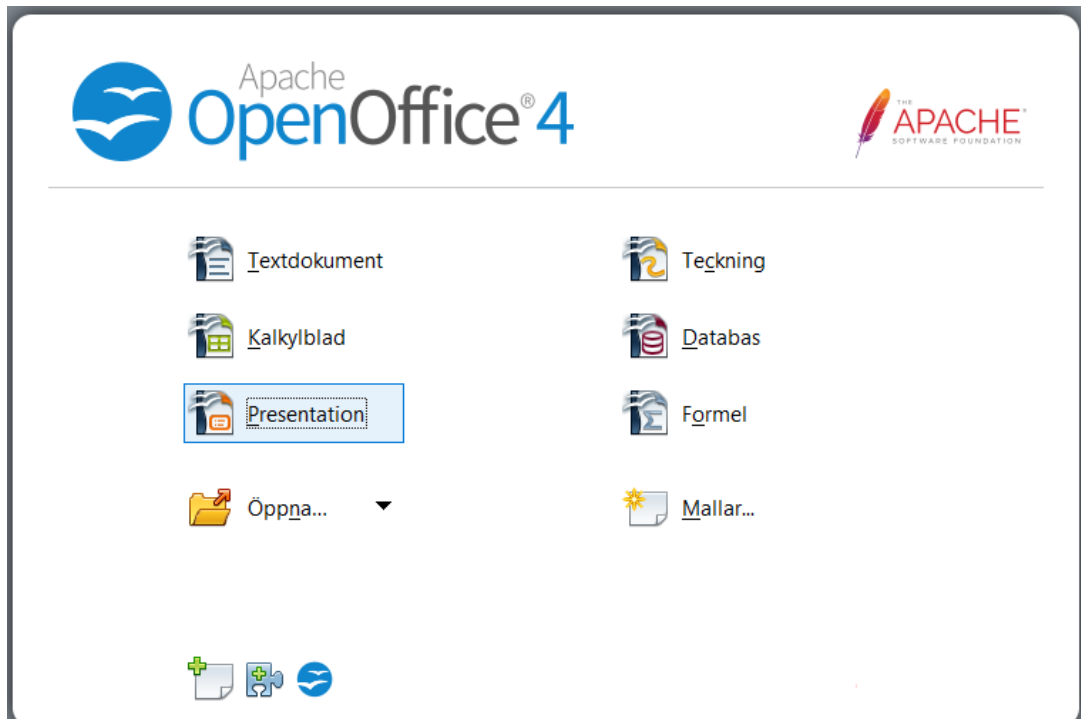 Apache
OpenOffice® 4
THE
APACHE®
SOFTWARE FOUNDATION
Textdokument
Teckning
Kalkylblad
Databas
Presentation
Formel
Öppna...
Mallar...